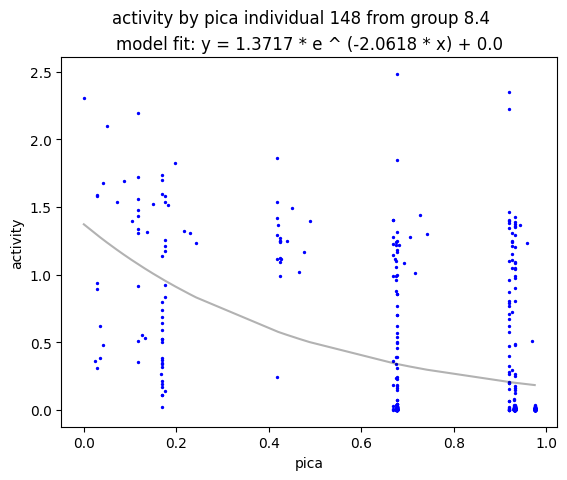 activity by pica individual 148 from group 8.4
model fit: y = 1.3717 * e ^ (-2.0618 * x) + 0.0
2.5
2.0
1.5
1.0
0.5
0.0
activity
0.0 0.2 0.4 0.6 0.8 1.0
pica